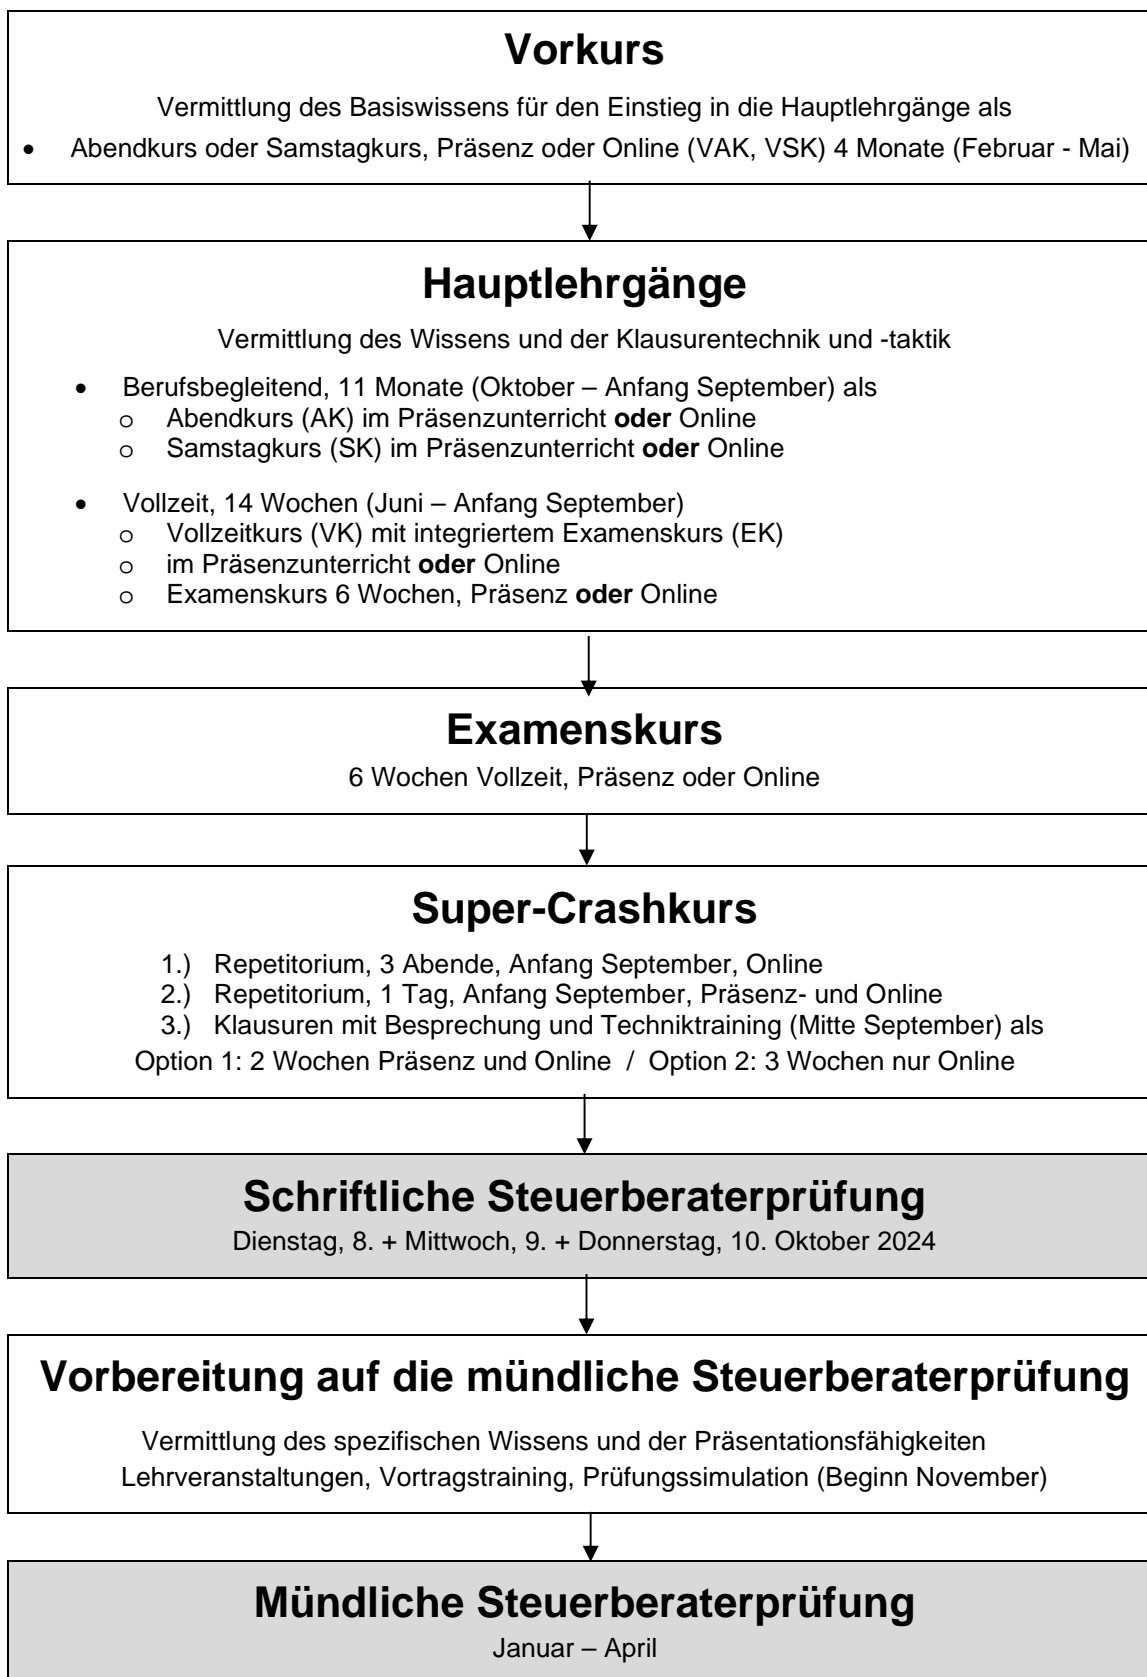 Vorkurs
Vermittlung des Basiswissens für den Einstieg in die Hauptlehrgänge als
• Abendkurs oder Samstagkurs, Präsenz oder Online (VAK, VSK) 4 Monate (Februar - Mai)
Hauptlehrgänge
Vermittlung des Wissens und der Klausurentechnik und -taktik
• Berufsbegleitend, 11 Monate (Oktober – Anfang September) als
o Abendkurs (AK) im Präsenzunterricht oder Online
o Samstagkurs (SK) im Präsenzunterricht oder Online
• Vollzeit, 14 Wochen (Juni – Anfang September)
o Vollzeitkurs (VK) mit integriertem Examenskurs (EK)
o im Präsenzunterricht oder Online
o Examenskurs 6 Wochen, Präsenz oder Online
Examenskurs
6 Wochen Vollzeit, Präsenz oder Online
Super-Crashkurs
1.) Repetitorium, 3 Abende, Anfang September, Online
2.) Repetitorium, 1 Tag, Anfang September, Präsenz- und Online
3.) Klausuren mit Besprechung und Techniktraining (Mitte September) als
Option 1: 2 Wochen Präsenz und Online / Option 2: 3 Wochen nur Online
Schriftliche Steuerberaterprüfung
Dienstag, 8. + Mittwoch, 9. + Donnerstag, 10. Oktober 2024
Vorbereitung auf die mündliche Steuerberaterprüfung
Vermittlung des spezifischen Wissens und der Präsentationsfähigkeiten
Lehrveranstaltungen, Vortragstraining, Prüfungssimulation (Beginn November)
Mündliche Steuerberaterprüfung
Januar – April